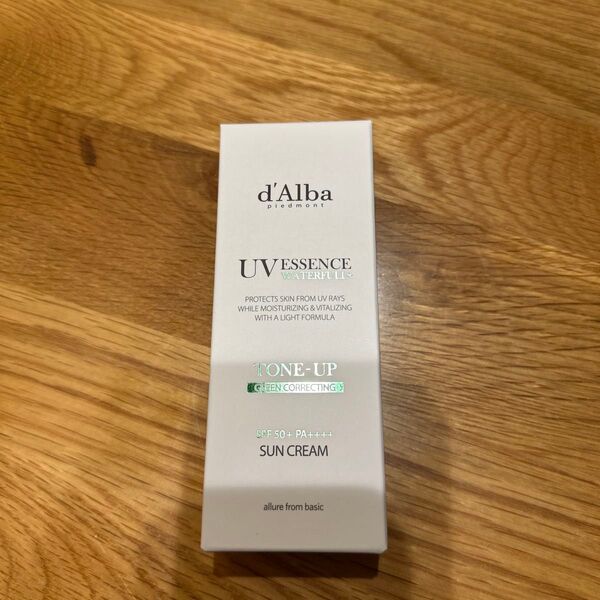 d'Alba
piedmont
UV ESSENCE
WATERFULL+
PROTECTS SKIN FROM UV RAYS
WHILE MOISTURIZING & VITALIZING
WITH A LIGHT FORMULA
TONE-UP
GREEN CORRECTING
SPF 50+ PA++++
SUN CREAM
allure from basic